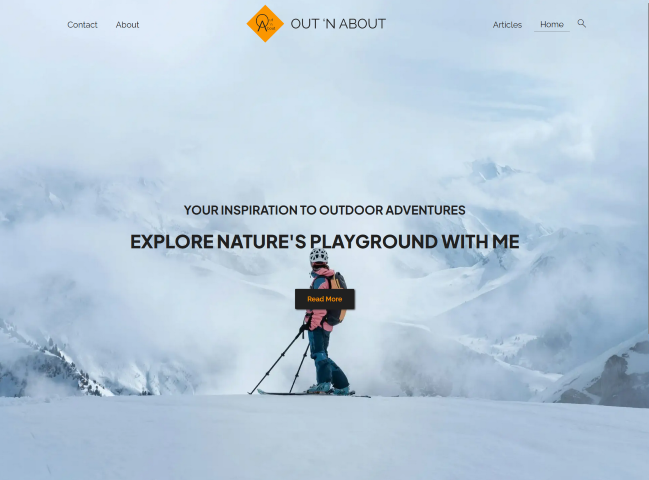 Contact
About
OUT 'N ABOUT
Articles
Home
YOUR INSPIRATION TO OUTDOOR ADVENTURES
EXPLORE NATURE'S PLAYGROUND WITH ME
Read More